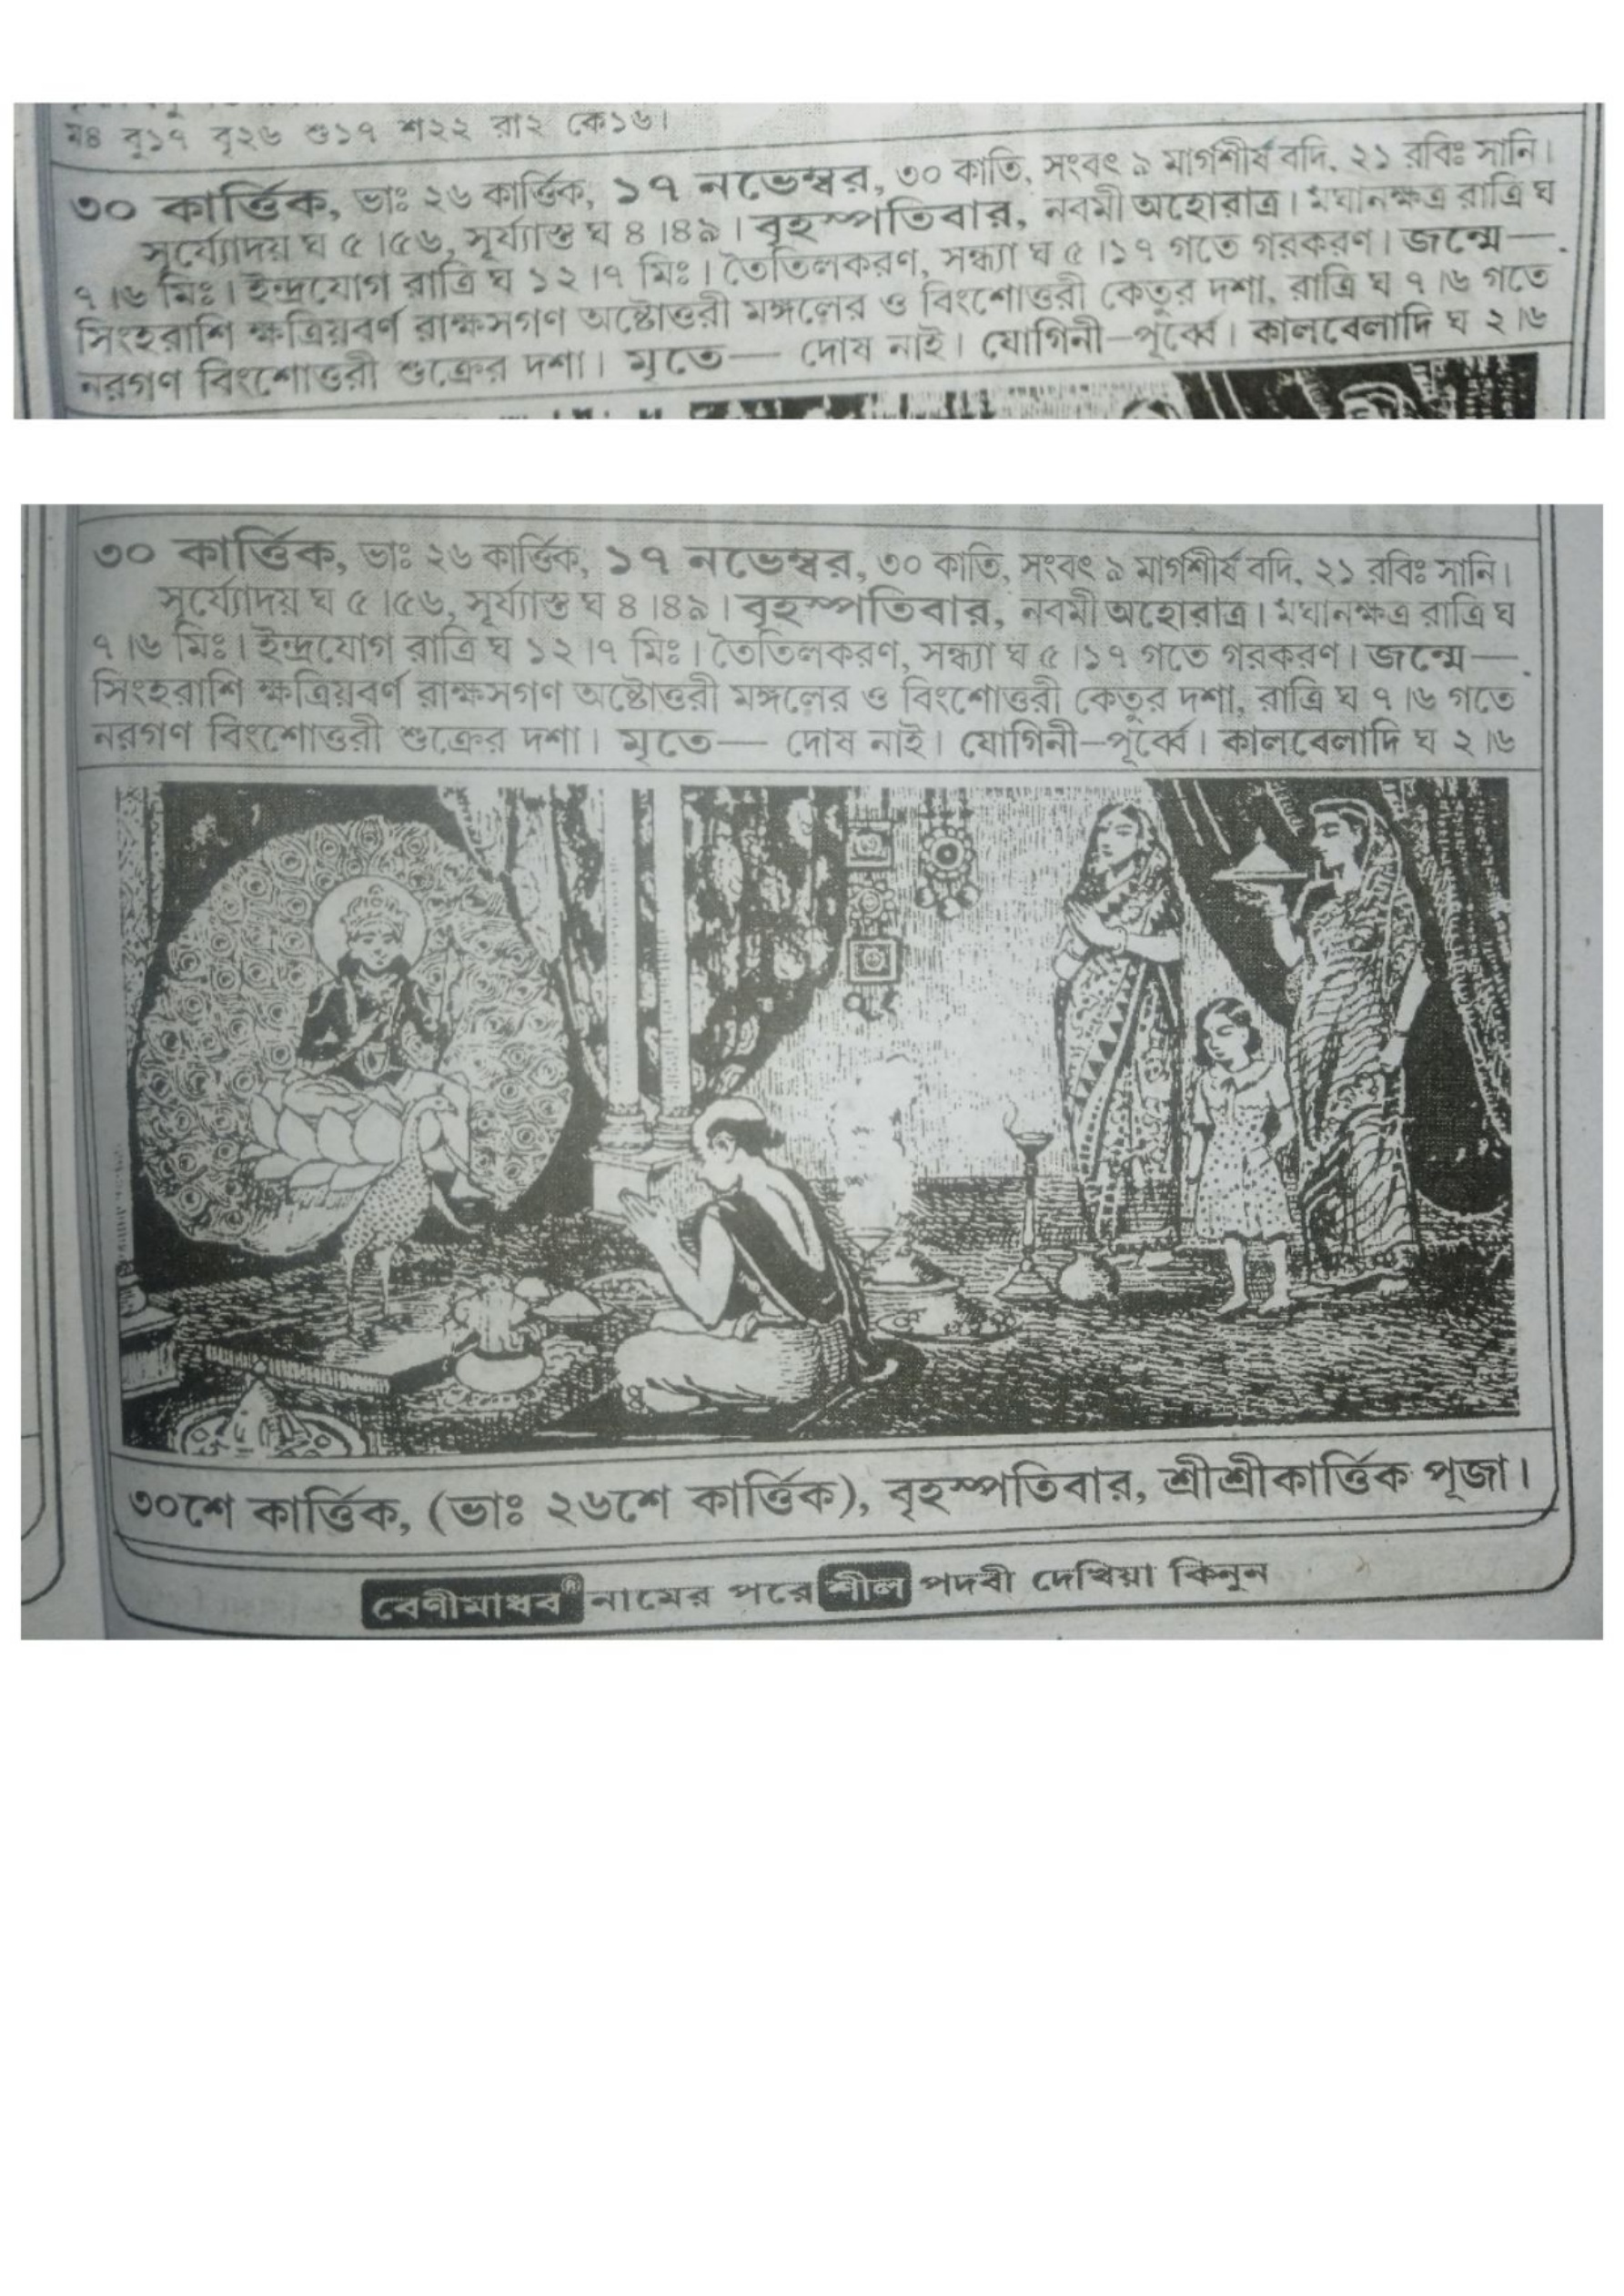 ম৪ বু১৭ বৃ২৬ শু১৭ শ২২ রা২ কে১৬।
৩০ কার্ত্তিক, ভাঃ ২৬ কার্ত্তিক, ১৭ নভেম্বর, ৩০ কাতি, সংবৎ ৯ মার্গশীর্ষ বদি, ২১ রবিঃ সানি।
সূর্য্যোদয় ঘ ৫।৫৬, সূর্য্যাস্ত ঘ ৪।৪৯। বৃহস্পতিবার, নবমী অহোরাত্র। মঘানক্ষত্র রাত্রি ঘ
৭।৬ মিঃ। ইন্দ্রযোগ রাত্রি ঘ ১২।৭ মিঃ। তৈতিলকরণ, সন্ধ্যা ঘ ৫।১৭ গতে গরকরণ। জন্মে—
সিংহরাশি ক্ষত্রিয়বর্ণ রাক্ষসগণ অষ্টোত্তরী মঙ্গলের ও বিংশোত্তরী কেতুর দশা, রাত্রি ঘ ৭।৬ গতে
নরগণ বিংশোত্তরী শুক্রের দশা। মৃতে— দোষ নাই। যোগিনী—পূর্ব্বে। কালবেলাদি ঘ ২।৬
৩০ কার্ত্তিক, ভাঃ ২৬ কার্ত্তিক, ১৭ নভেম্বর, ৩০ কাতি, সংবৎ ৯ মার্গশীর্ষ বদি, ২১ রবিঃ সানি।
সূর্য্যোদয় ঘ ৫।৫৬, সূর্য্যাস্ত ঘ ৪।৪৯। বৃহস্পতিবার, নবমী অহোরাত্র। মঘানক্ষত্র রাত্রি ঘ
৭।৬ মিঃ। ইন্দ্রযোগ রাত্রি ঘ ১২।৭ মিঃ। তৈতিলকরণ, সন্ধ্যা ঘ ৫।১৭ গতে গরকরণ। জন্মে—
সিংহরাশি ক্ষত্রিয়বর্ণ রাক্ষসগণ অষ্টোত্তরী মঙ্গলের ও বিংশোত্তরী কেতুর দশা, রাত্রি ঘ ৭।৬ গতে
নরগণ বিংশোত্তরী শুক্রের দশা। মৃতে— দোষ নাই। যোগিনী—পূর্ব্বে। কালবেলাদি ঘ ২।৬
৩০শে কার্ত্তিক, (ভাঃ ২৬শে কার্ত্তিক), বৃহস্পতিবার, শ্রীশ্রীকার্ত্তিক পূজা।
বেণীমাধব® নামের পরে শীল পদবী দেখিয়া কিনুন